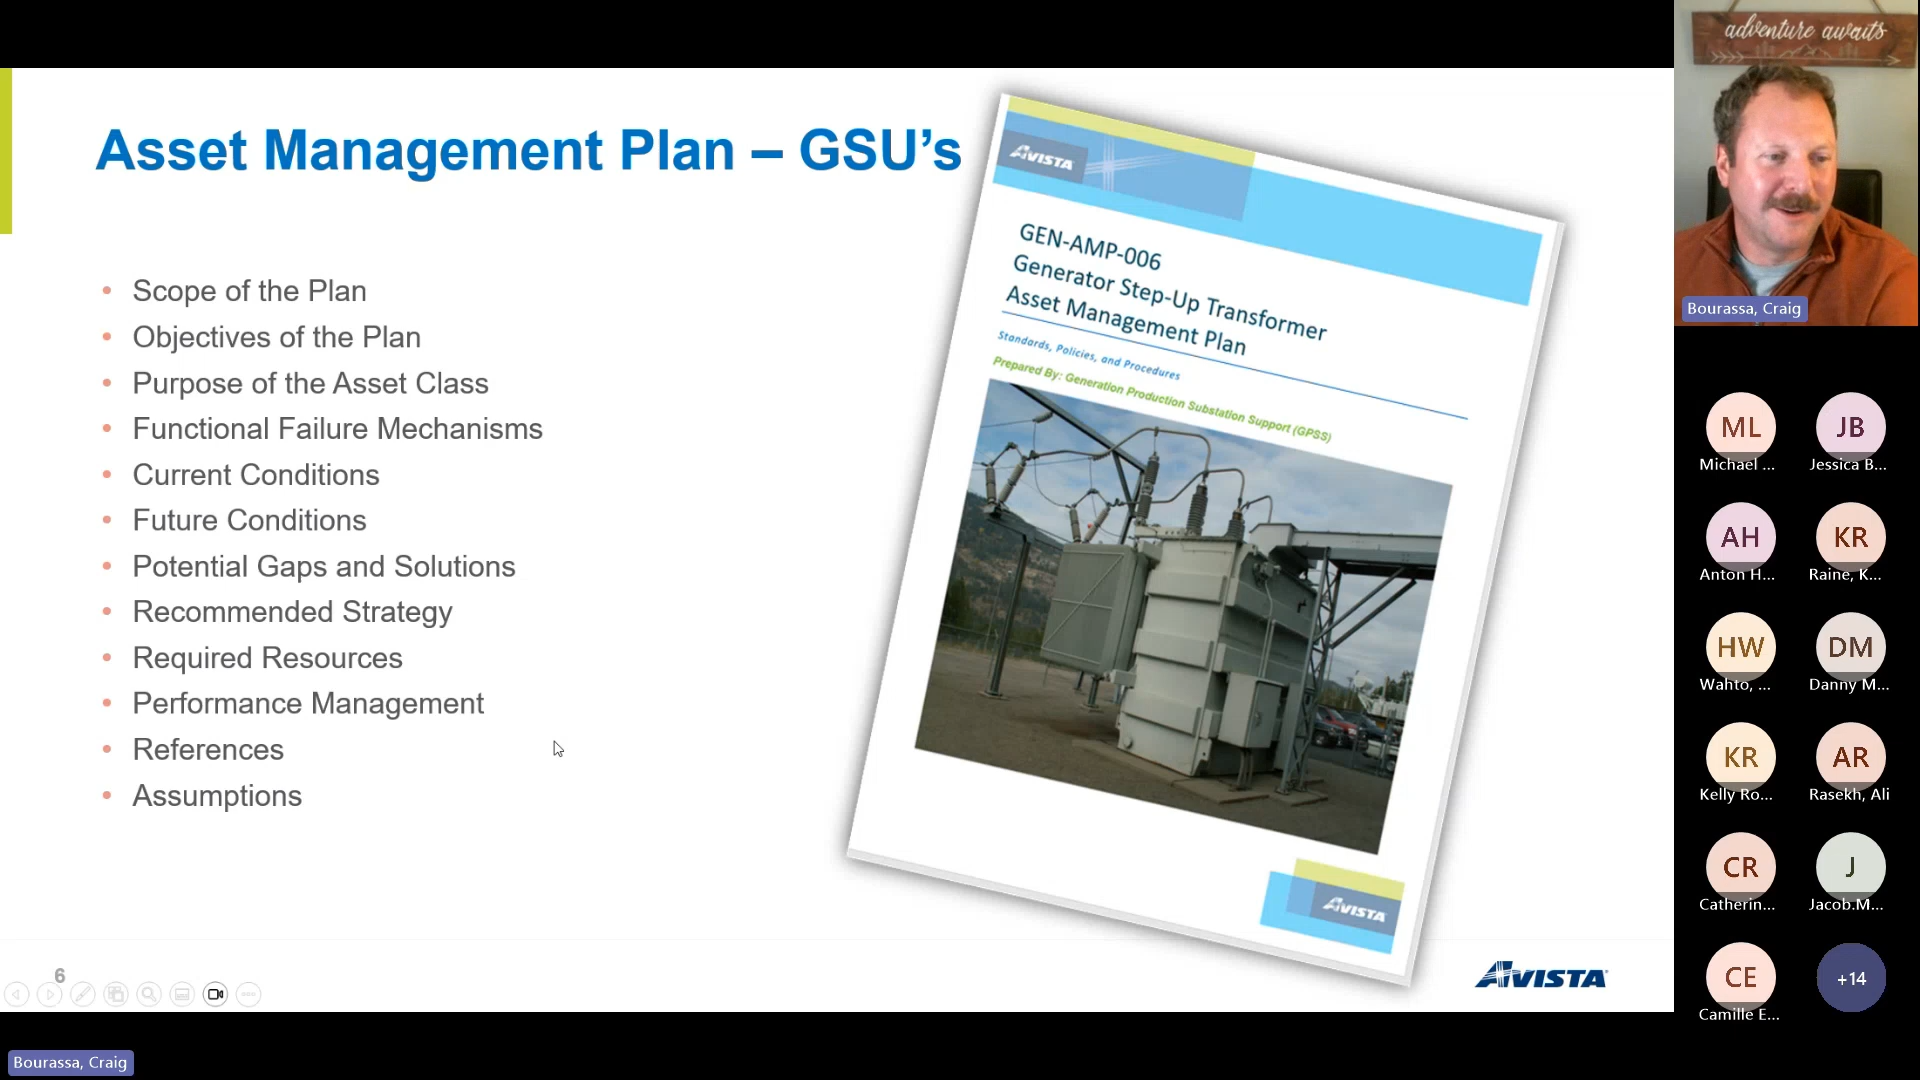 adventure awaits
Asset Management Plan – GSU's
• Scope of the Plan
• Objectives of the Plan
• Purpose of the Asset Class
• Functional Failure Mechanisms
• Current Conditions
• Future Conditions
• Potential Gaps and Solutions
• Recommended Strategy
• Required Resources
• Performance Management
• References
• Assumptions
AVISTA
GEN-AMP-006
Generator Step-Up Transformer
Asset Management Plan
Standards, Policies, and Procedures
Prepared By: Generation Production Substation Support (GPSS)
AVISTA
6
AVISTA
Bourassa, Craig
ML
Michael ...
JB
Jessica B...
AH
Anton H...
KR
Raine, K...
HW
Wahto, ...
DM
Danny M...
KR
Kelly Ro...
AR
Rasekh, Ali
CR
Catherin...
J
Jacob.M...
CE
Camille E...
+14
Bourassa, Craig